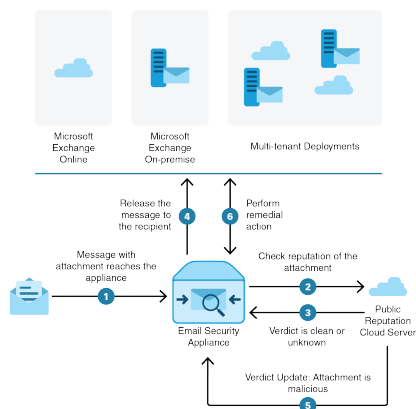 Microsoft
Exchange
Online
Microsoft
Exchange
On-premise
Multi-tenant Deployments
Release the
message to
the recipient
4
6
Perform
remedial
action
Message with
attachment reaches the
appliance
1
Check reputation of the
attachment
2
3
Verdict is clean or
unknown
Email Security
Appliance
Public
Reputation
Cloud Server
Verdict Update: Attachment is
malicious
5